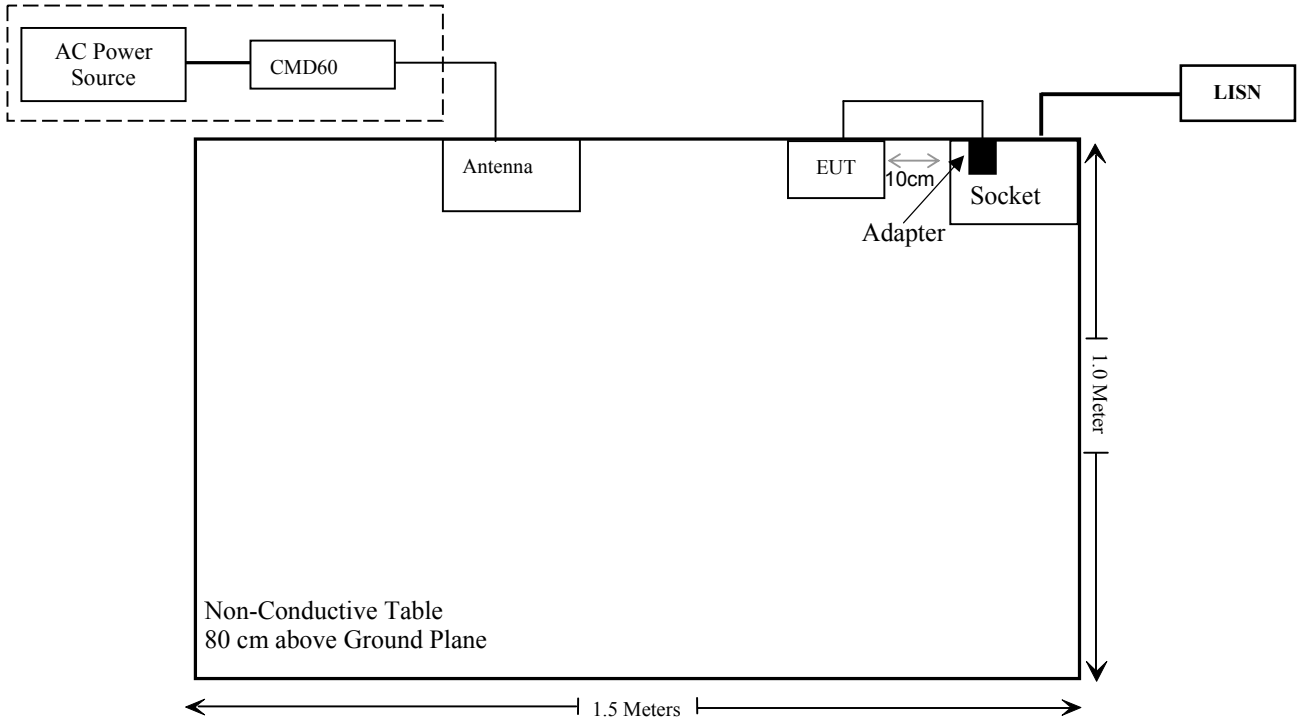 AC Power
Source
CMD60
LISN
Antenna
EUT
10cm
Socket
Adapter
1.0 Meter
Non-Conductive Table
80 cm above Ground Plane
1.5 Meters